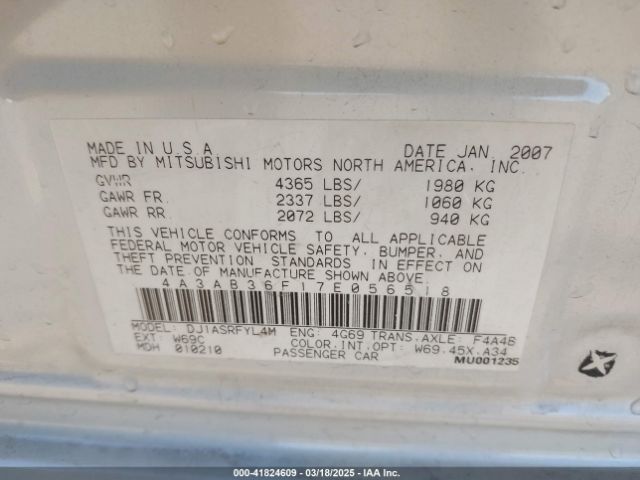 MADE IN U.S.A DATE JAN. 2007
MFD BY MITSUBISHI MOTORS NORTH AMERICA, INC.
GVWR 4365 LBS/ 1980 KG
GAWR FR. 2337 LBS/ 1060 KG
GAWR RR. 2072 LBS/ 940 KG
THIS VEHICLE CONFORMS TO ALL APPLICABLE
FEDERAL MOTOR VEHICLE SAFETY, BUMPER, AND
THEFT PREVENTION STANDARDS IN EFFECT ON
THE DATE OF MANUFACTURE SHOWN ABOVE
4A3AB36F17E056518
MODEL: DJ1ASRFYL4M ENG: 4G69 TRANS.AXLE: F4A4B
EXT: W69C COLOR.INT.OPT: W69.45X.A34
MDH 010210 PASSENGER CAR
MU001235
000-41824609 — 03/18/2025 — IAA Inc.